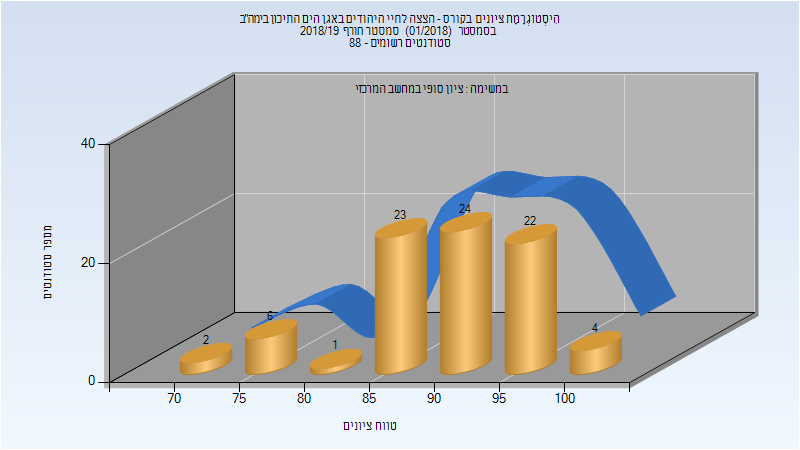 היסטוגרמת ציונים בקורס - הצצה לחיי היהודים באגן הים התיכון בימה"ב
בסמסטר (01/2018) סמסטר חורף 2018/19
סטודנטים רשומים - 88
במשימה : ציון סופי במחשב המרכזי
40
20
0
מספר סטודנטים
2
6
1
23
24
22
4
70
75
80
85
90
95
100
טווח ציונים